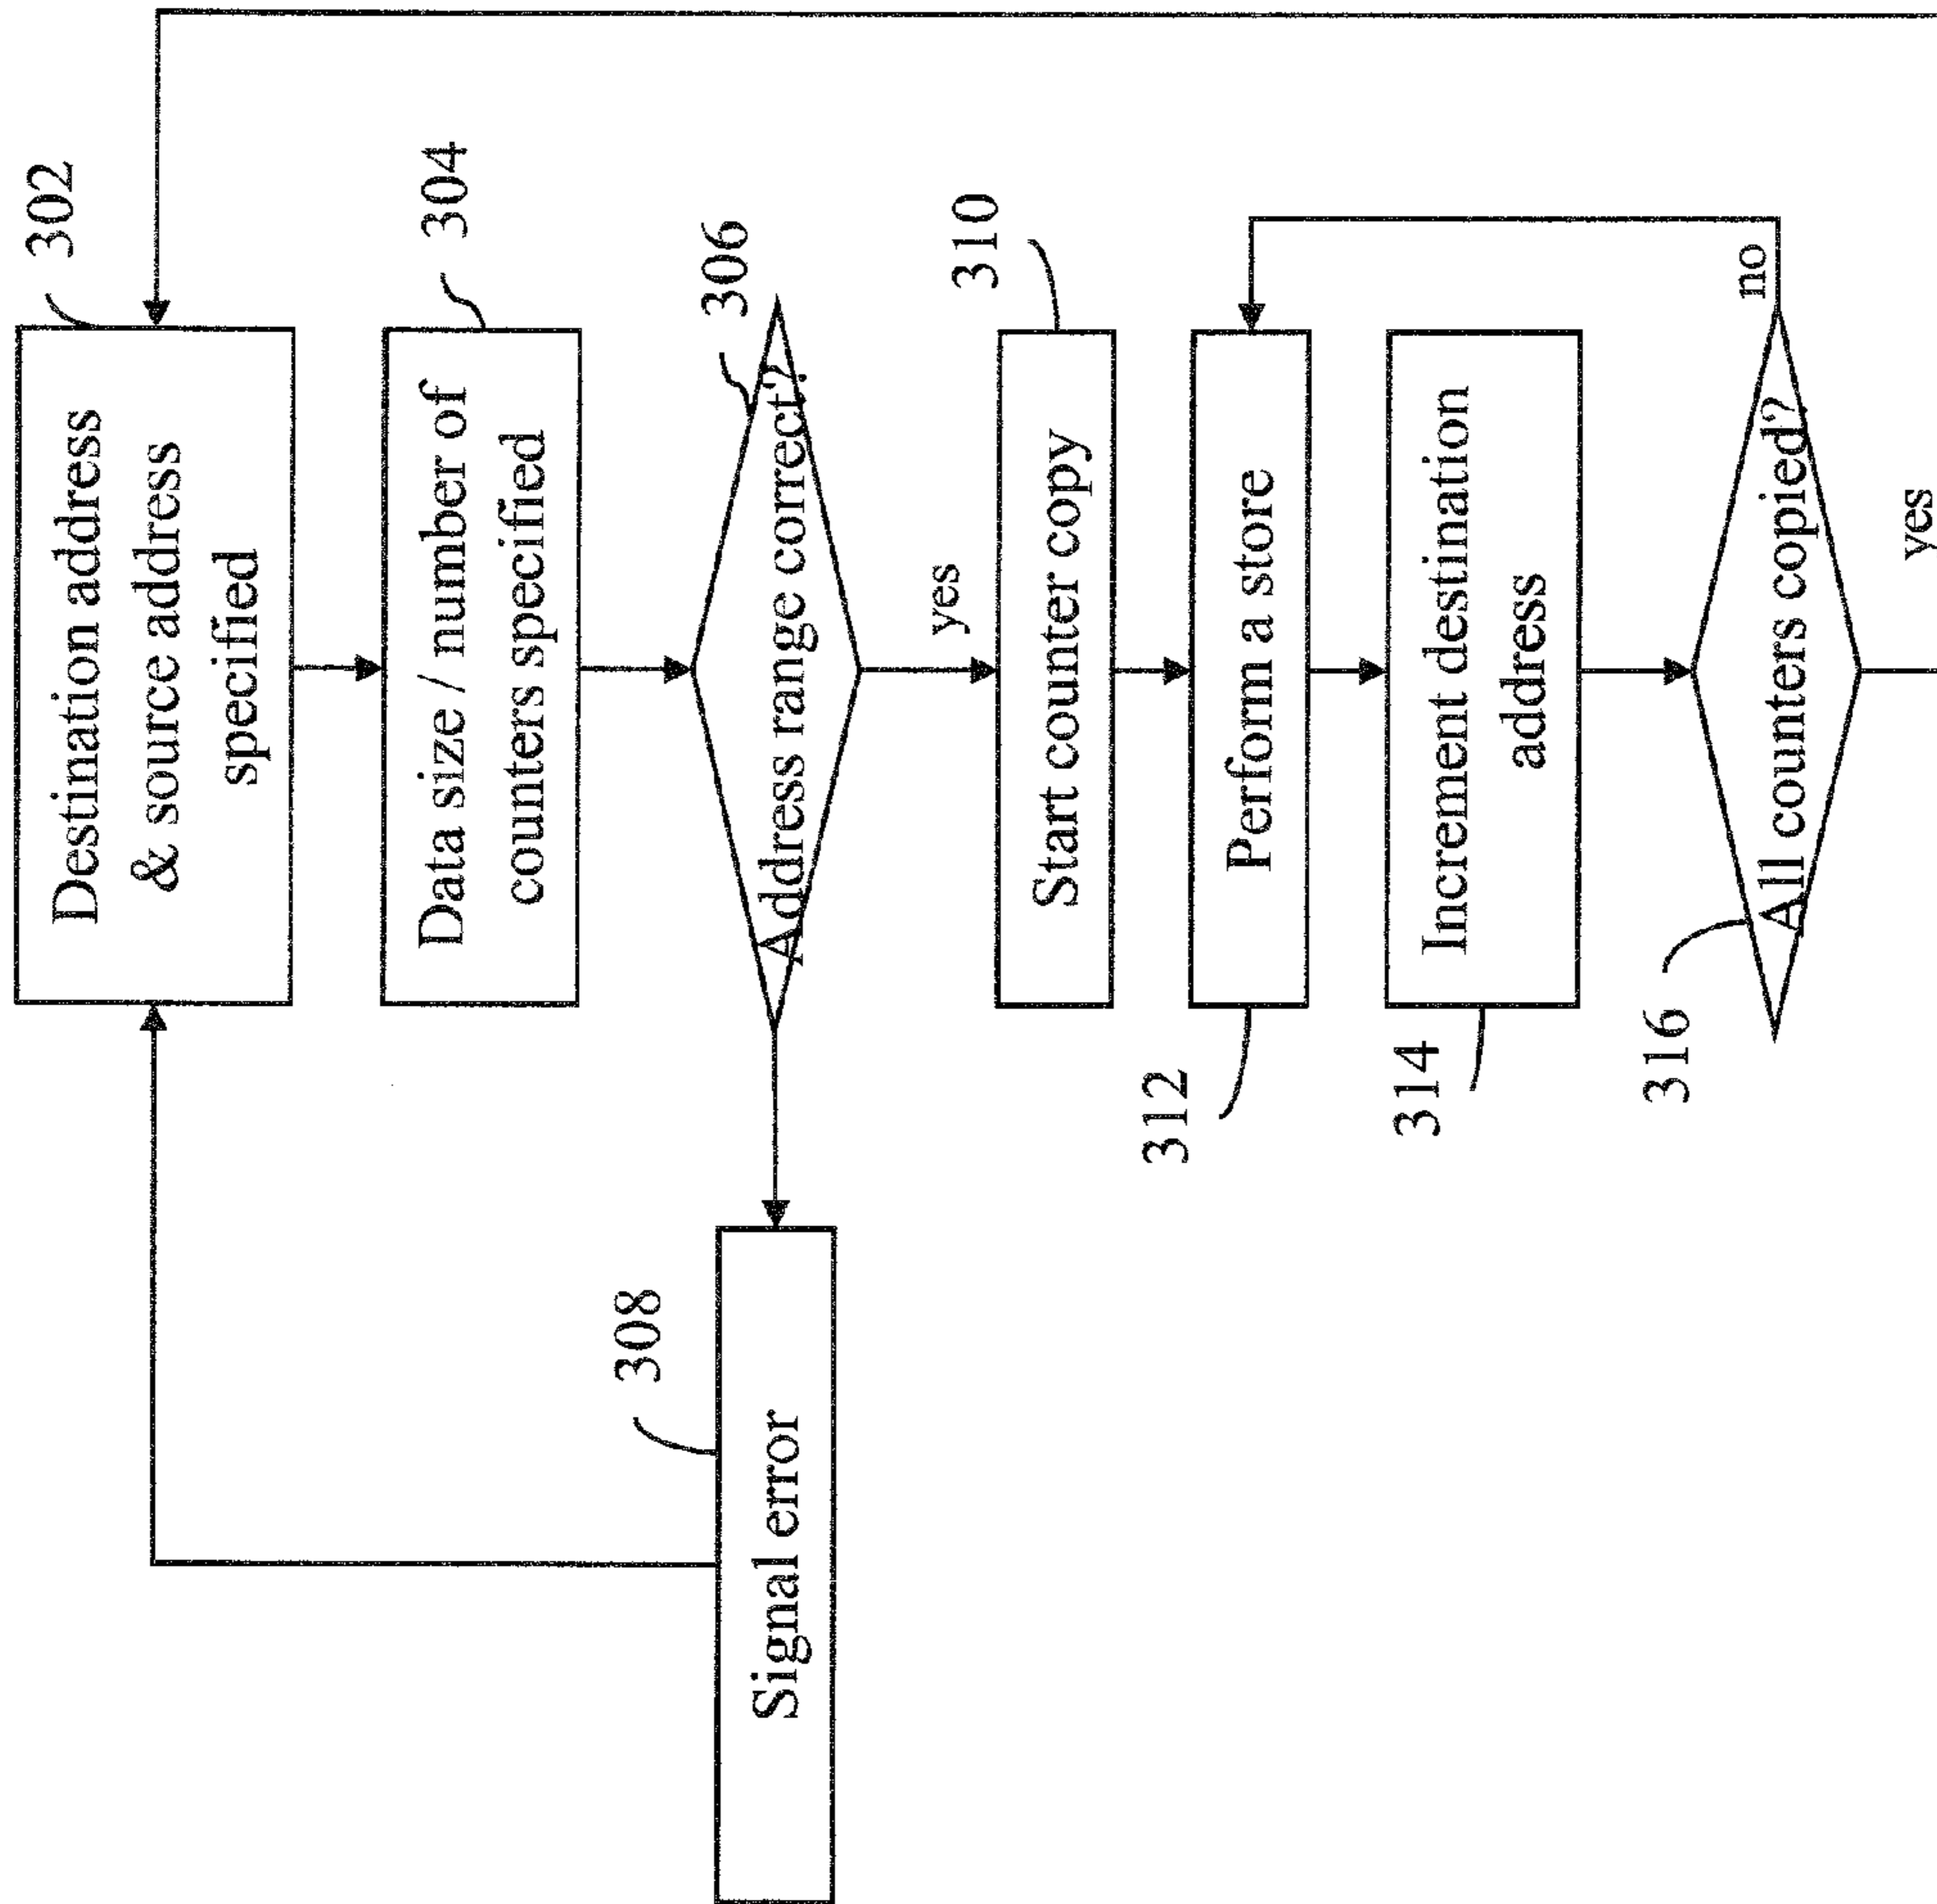 302
Destination address
& source address
specified
304
Data size / number of
counters specified
306
Address range correct?
308
Signal error
yes
310
Start counter copy
312
Perform a store
314
Increment destination
address
316
All counters copied?
no
yes